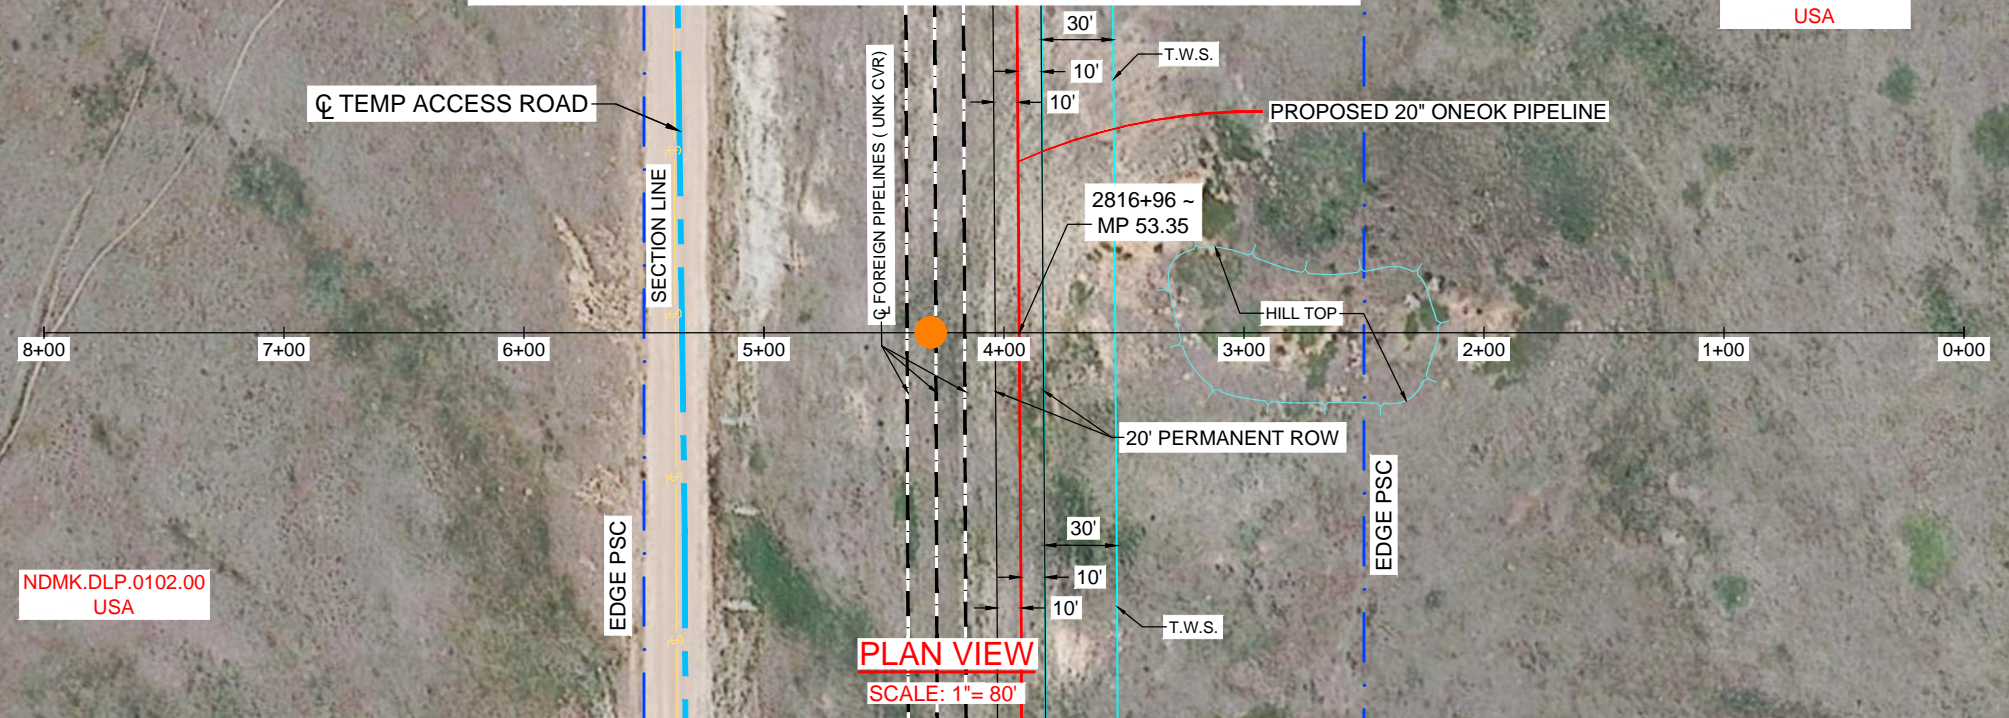 USA
30'
T.W.S.
10'
10'
℄ TEMP ACCESS ROAD
PROPOSED 20" ONEOK PIPELINE
℄ FOREIGN PIPELINES ( UNK CVR)
SECTION LINE
2816+96 ~
MP 53.35
HILL TOP
8+00
7+00
6+00
5+00
4+00
3+00
2+00
1+00
0+00
20' PERMANENT ROW
EDGE PSC
EDGE PSC
30'
10'
10'
T.W.S.
NDMK.DLP.0102.00
USA
PLAN VIEW
SCALE: 1"= 80'